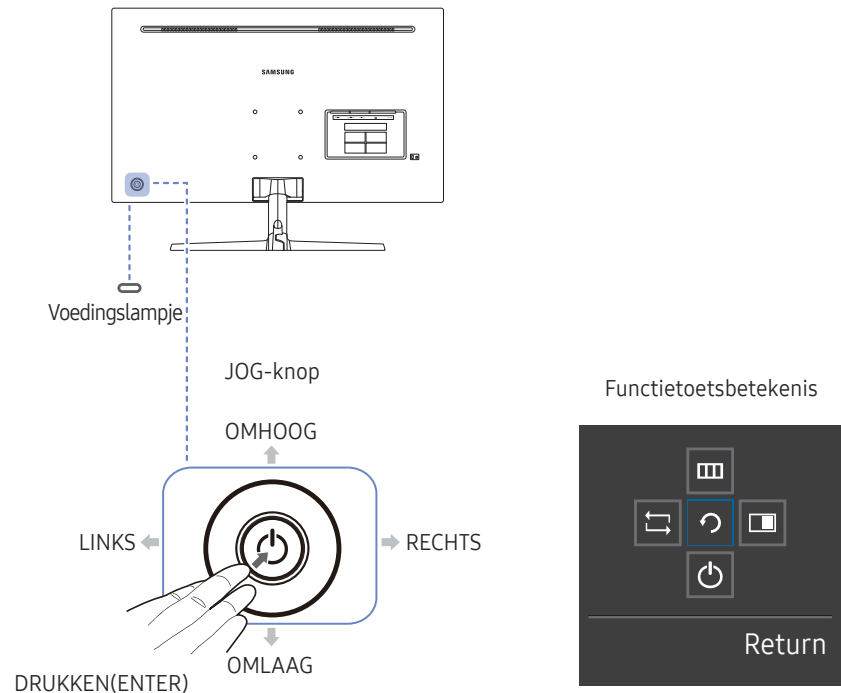 SAMSUNG
Voedingslampje
JOG-knop
Functietoetsbetekenis
OMHOOG
LINKS
RECHTS
OMLAAG
DRUKKEN(ENTER)
Return